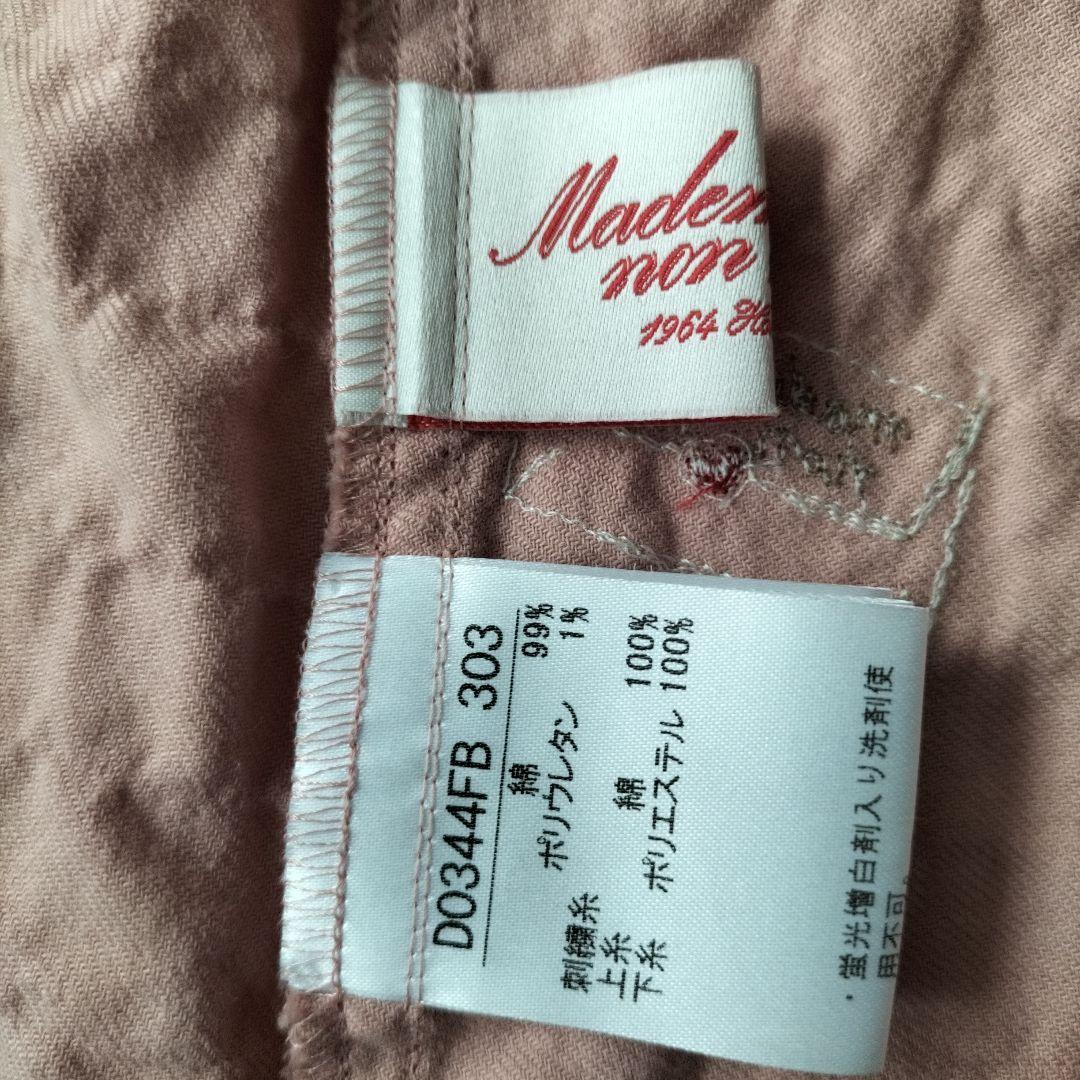 Madem
non
1964
D0344FB 303
綿 99%
ポリウレタン 1%
刺繍糸
上糸 綿 100%
下糸 ポリエステル 100%
・蛍光増白剤入り洗剤使
用不可。